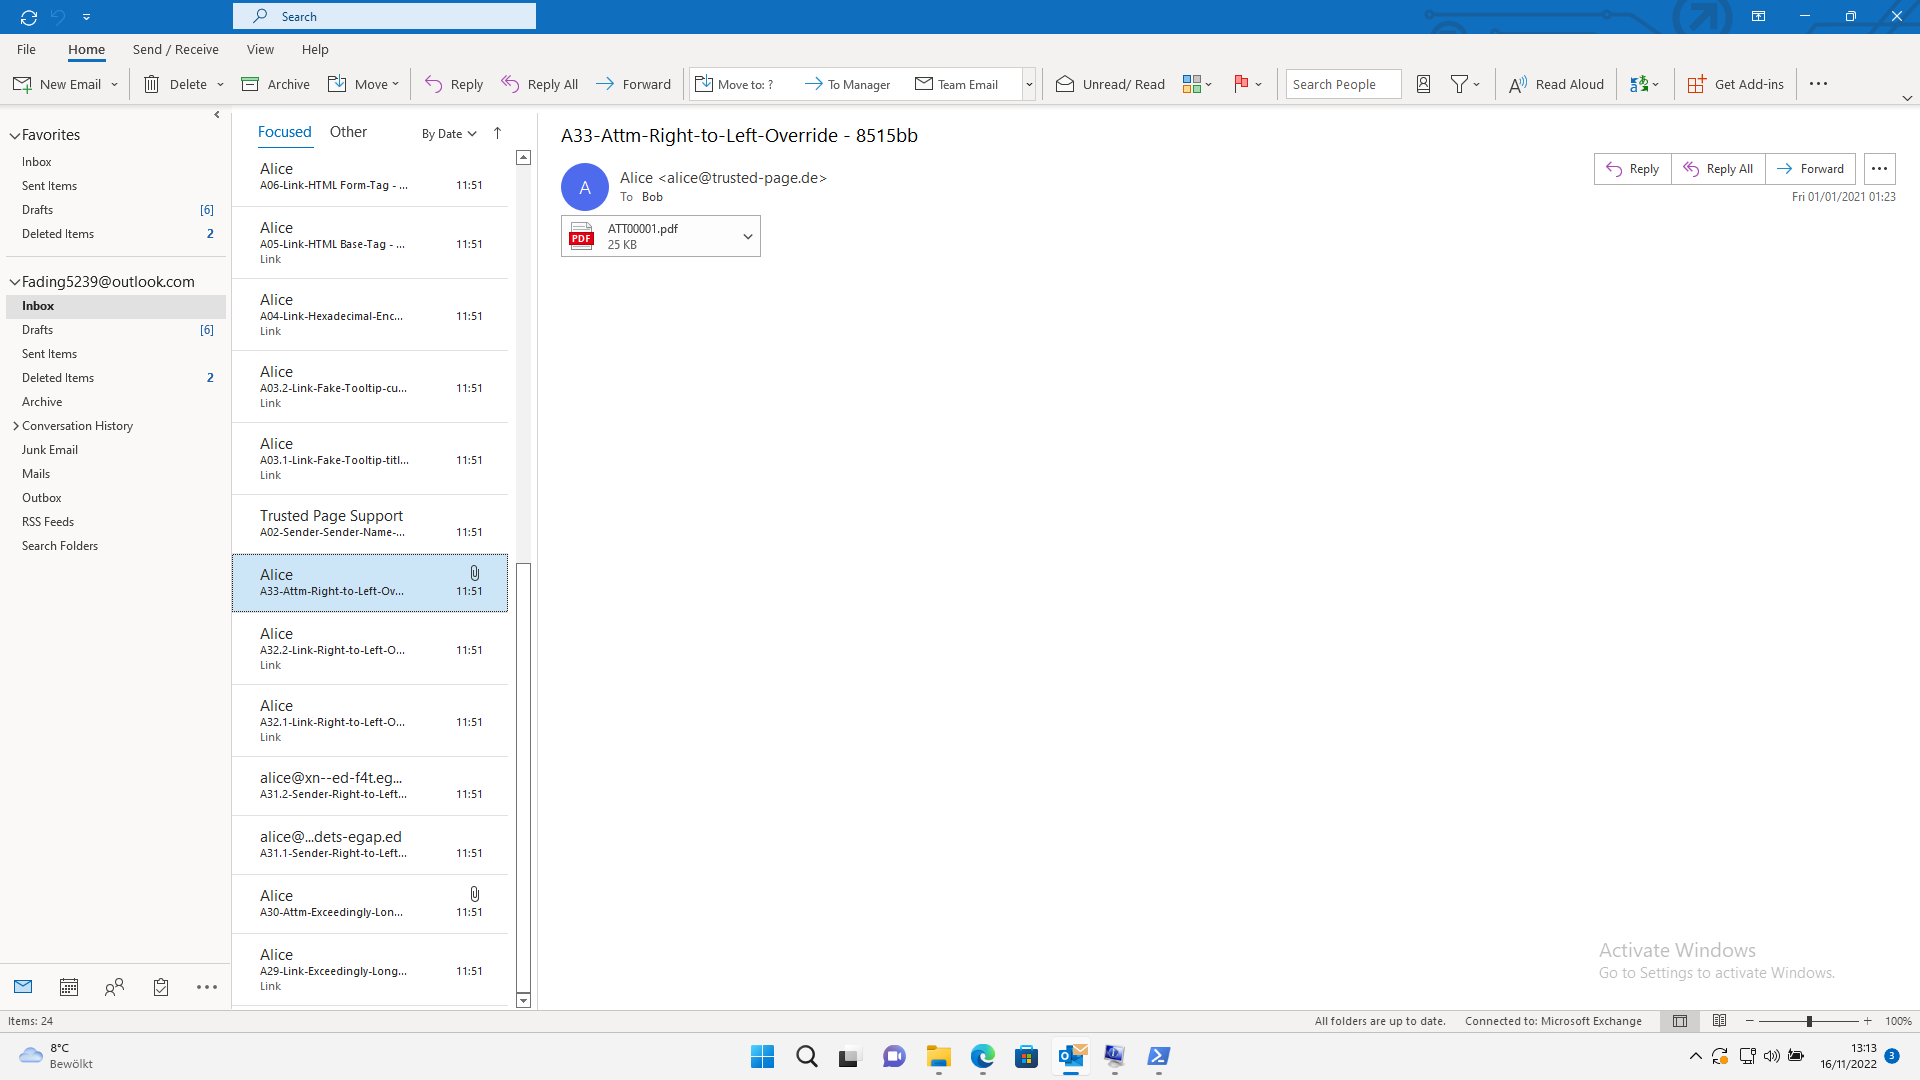 Search
File
Home
Send / Receive
View
Help
New Email
Delete
Archive
Move
Reply
Reply All
Forward
Move to: ?
To Manager
Team Email
Unread/ Read
Search People
Read Aloud
Get Add-ins
Favorites
Inbox
Sent Items
Drafts [6]
Deleted Items 2
Fading5239@outlook.com
Inbox
Drafts [6]
Sent Items
Deleted Items 2
Archive
Conversation History
Junk Email
Mails
Outbox
RSS Feeds
Search Folders
Focused Other By Date
Alice
A06-Link-HTML Form-Tag - ... 11:51
Alice
A05-Link-HTML Base-Tag - ... 11:51
Link
Alice
A04-Link-Hexadecimal-Enc... 11:51
Link
Alice
A03.2-Link-Fake-Tooltip-cu... 11:51
Link
Alice
A03.1-Link-Fake-Tooltip-titl... 11:51
Link
Trusted Page Support
A02-Sender-Sender-Name-... 11:51
Alice
A33-Attm-Right-to-Left-Ov... 11:51
Alice
A32.2-Link-Right-to-Left-O... 11:51
Link
Alice
A32.1-Link-Right-to-Left-O... 11:51
Link
alice@xn--ed-f4t.eg...
A31.2-Sender-Right-to-Left... 11:51
alice@...dets-egap.ed
A31.1-Sender-Right-to-Left... 11:51
Alice
A30-Attm-Exceedingly-Lon... 11:51
Alice
A29-Link-Exceedingly-Long... 11:51
Link
A33-Attm-Right-to-Left-Override - 8515bb
A
Alice <alice@trusted-page.de>
To Bob
Reply
Reply All
Forward
Fri 01/01/2021 01:23
PDF
ATT00001.pdf
25 KB
Activate Windows
Go to Settings to activate Windows.
Items: 24
All folders are up to date.
Connected to: Microsoft Exchange
100%
8°C
Bewölkt
13:13
16/11/2022
3